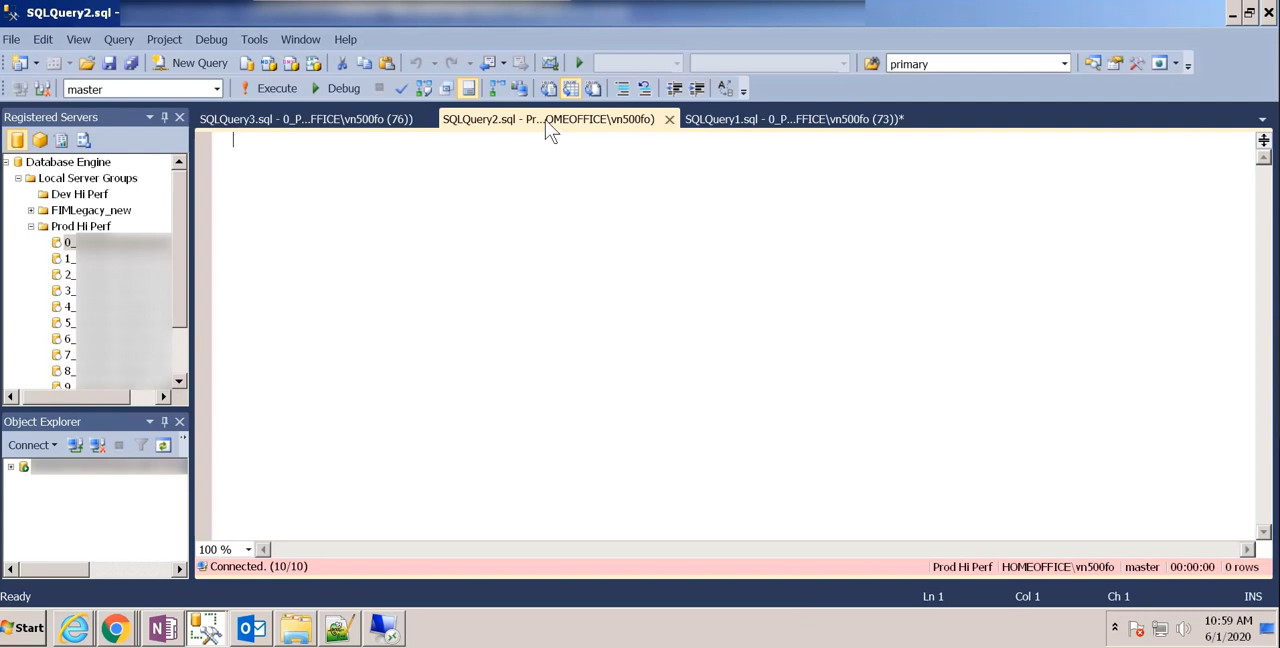 SQLQuery2.sql -
File Edit View Query Project Debug Tools Window Help
New Query primary
master Execute Debug
Registered Servers
SQLQuery3.sql - 0_P...FFICE\vn500fo (76)) SQLQuery2.sql - Pr...OMEOFFICE\vn500fo) SQLQuery1.sql - 0_P...FFICE\vn500fo (73))*
Database Engine
Local Server Groups
Dev Hi Perf
FIMLegacy_new
Prod Hi Perf
0_
1_
2_
3_
4_
5_
6_
7_
8_
9
Object Explorer
Connect
100 %
Connected. (10/10) Prod Hi Perf HOMEOFFICE\vn500fo master 00:00:00 0 rows
Ready Ln 1 Col 1 Ch 1 INS
Start
10:59 AM
6/1/2020